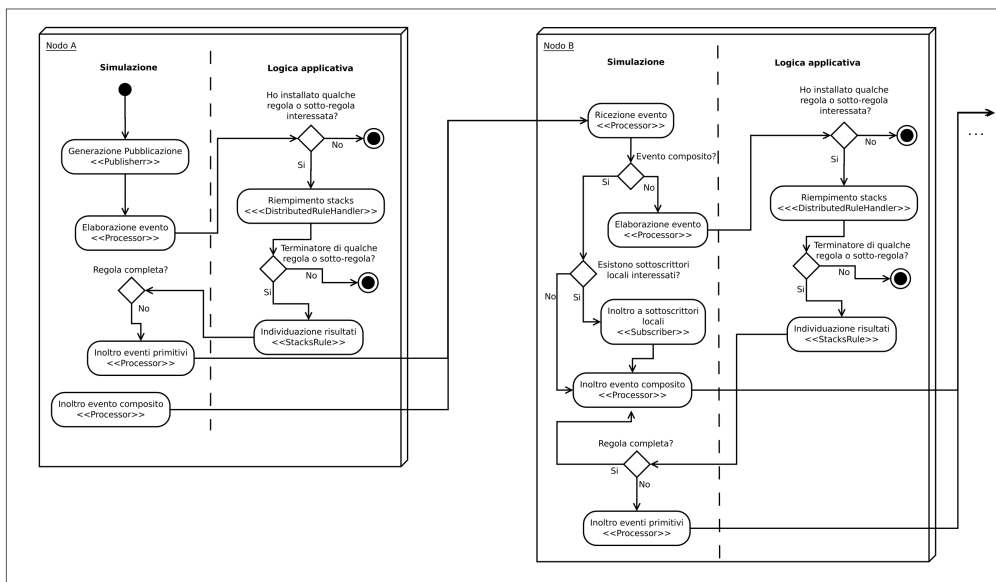 Nodo A
Simulazione
Logica applicativa
Ho installato qualche
regola o sotto-regola
interessata?
No
Si
Generazione Pubblicazione
<<Publisherr>>
Riempimento stacks
<<<DistributedRuleHandler>>
Elaborazione evento
<<Processor>>
Terminatore di qualche
regola o sotto-regola?
No
Si
Regola completa?
No
Individuazione risultati
<<StacksRule>>
Inoltro eventi primitivi
<<Processor>>
Inoltro evento composito
<<Processor>>
Nodo B
Simulazione
Logica applicativa
Ho installato qualche
regola o sotto-regola
interessata?
No
Si
Ricezione evento
<<Processor>>
Evento composito?
Si
No
Riempimento stacks
<<<DistributedRuleHandler>>
Elaborazione evento
<<Processor>>
Terminatore di qualche
regola o sotto-regola?
No
Si
Esistono sottoscrittori
locali interessati?
No
Si
Inoltro a sottoscrittori
locali
<<Subscriber>>
Individuazione risultati
<<StacksRule>>
Inoltro evento composito
<<Processor>>
Regola completa?
Si
No
Inoltro eventi primitivi
<<Processor>>
...